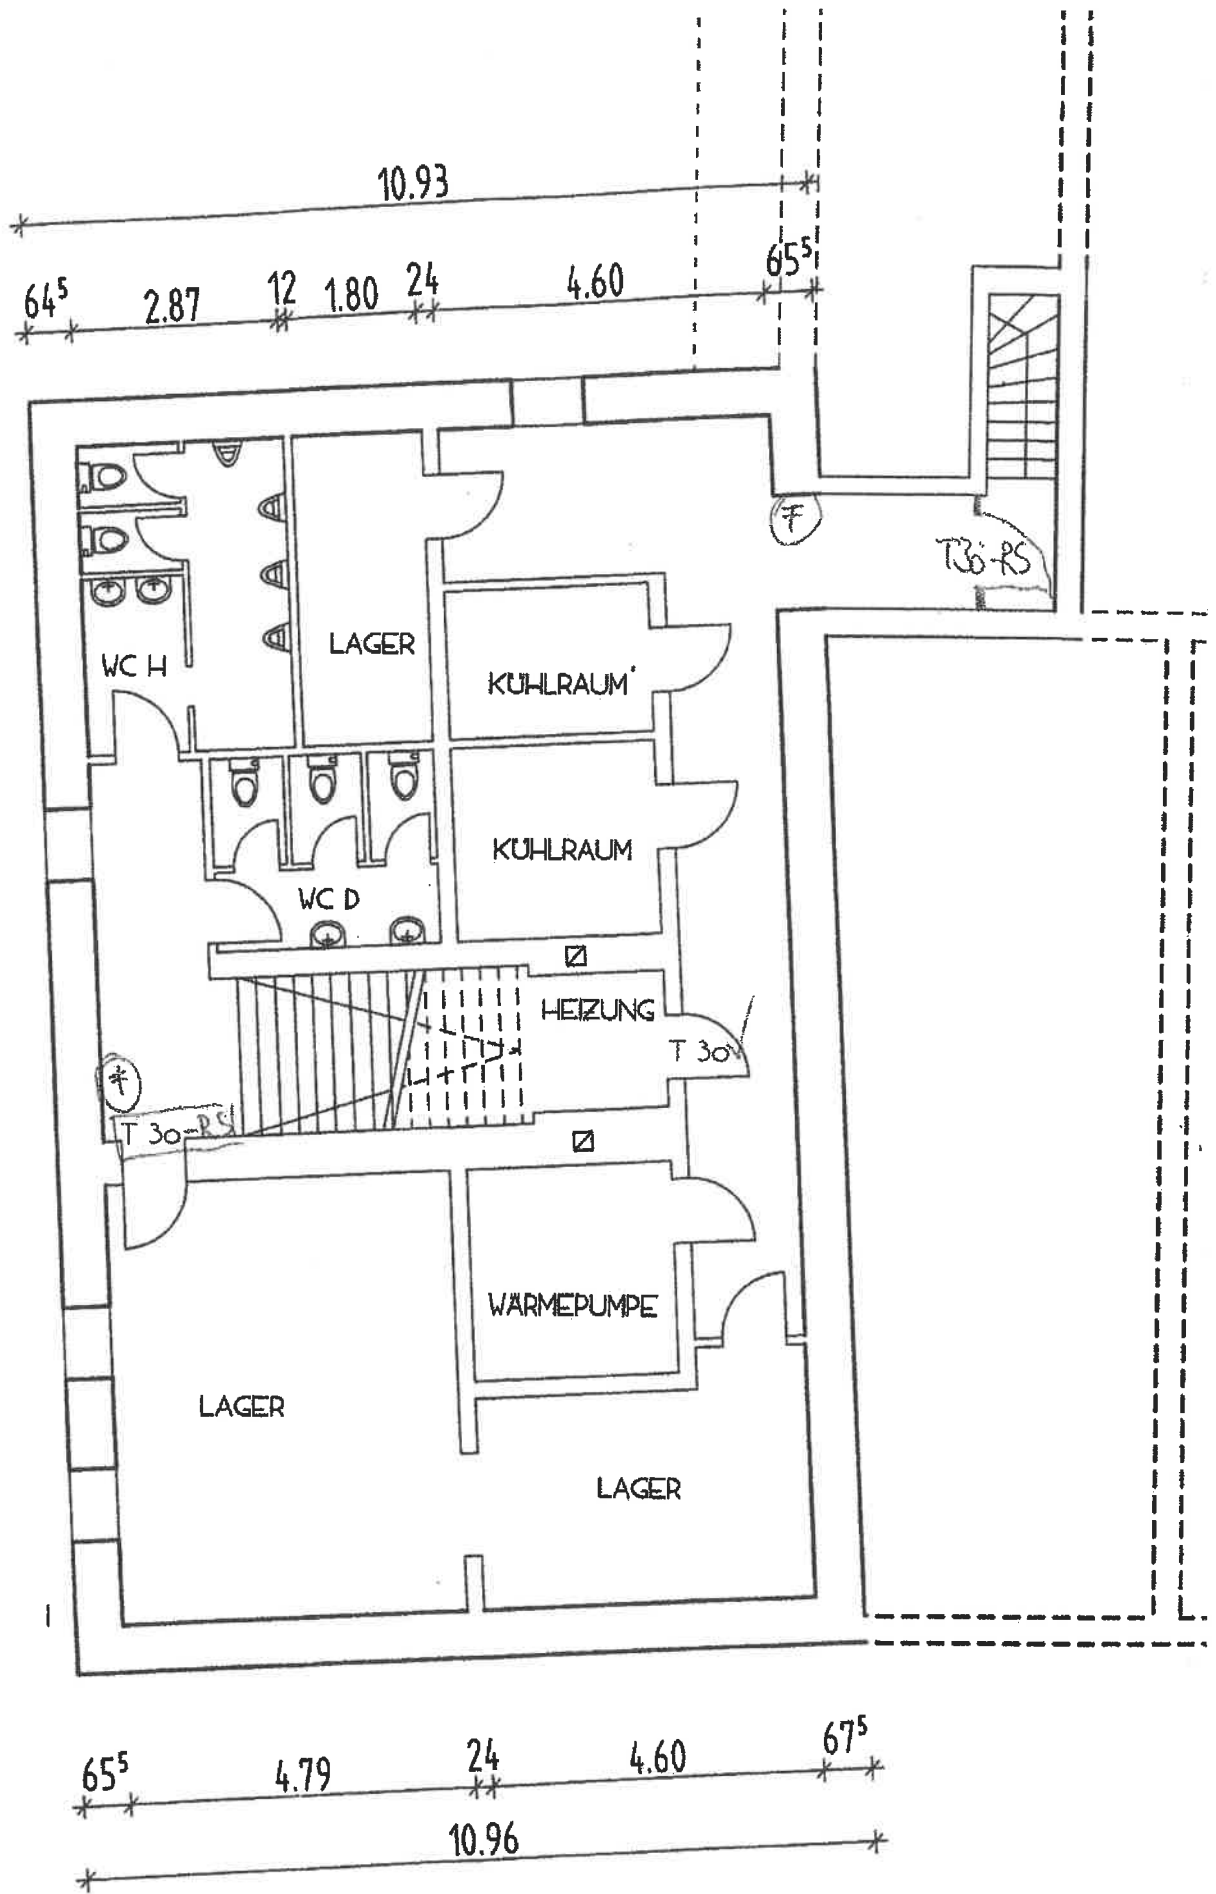 10.93
64⁵ 2.87 12 1.80 24 4.60 65⁵
F
T30-RS
LAGER
WC H
KÜHLRAUM
KÜHLRAUM
WC D
HEIZUNG
T 30
T 30-RS
WÄRMEPUMPE
LAGER
LAGER
65⁵ 4.79 24 4.60 67⁵
10.96